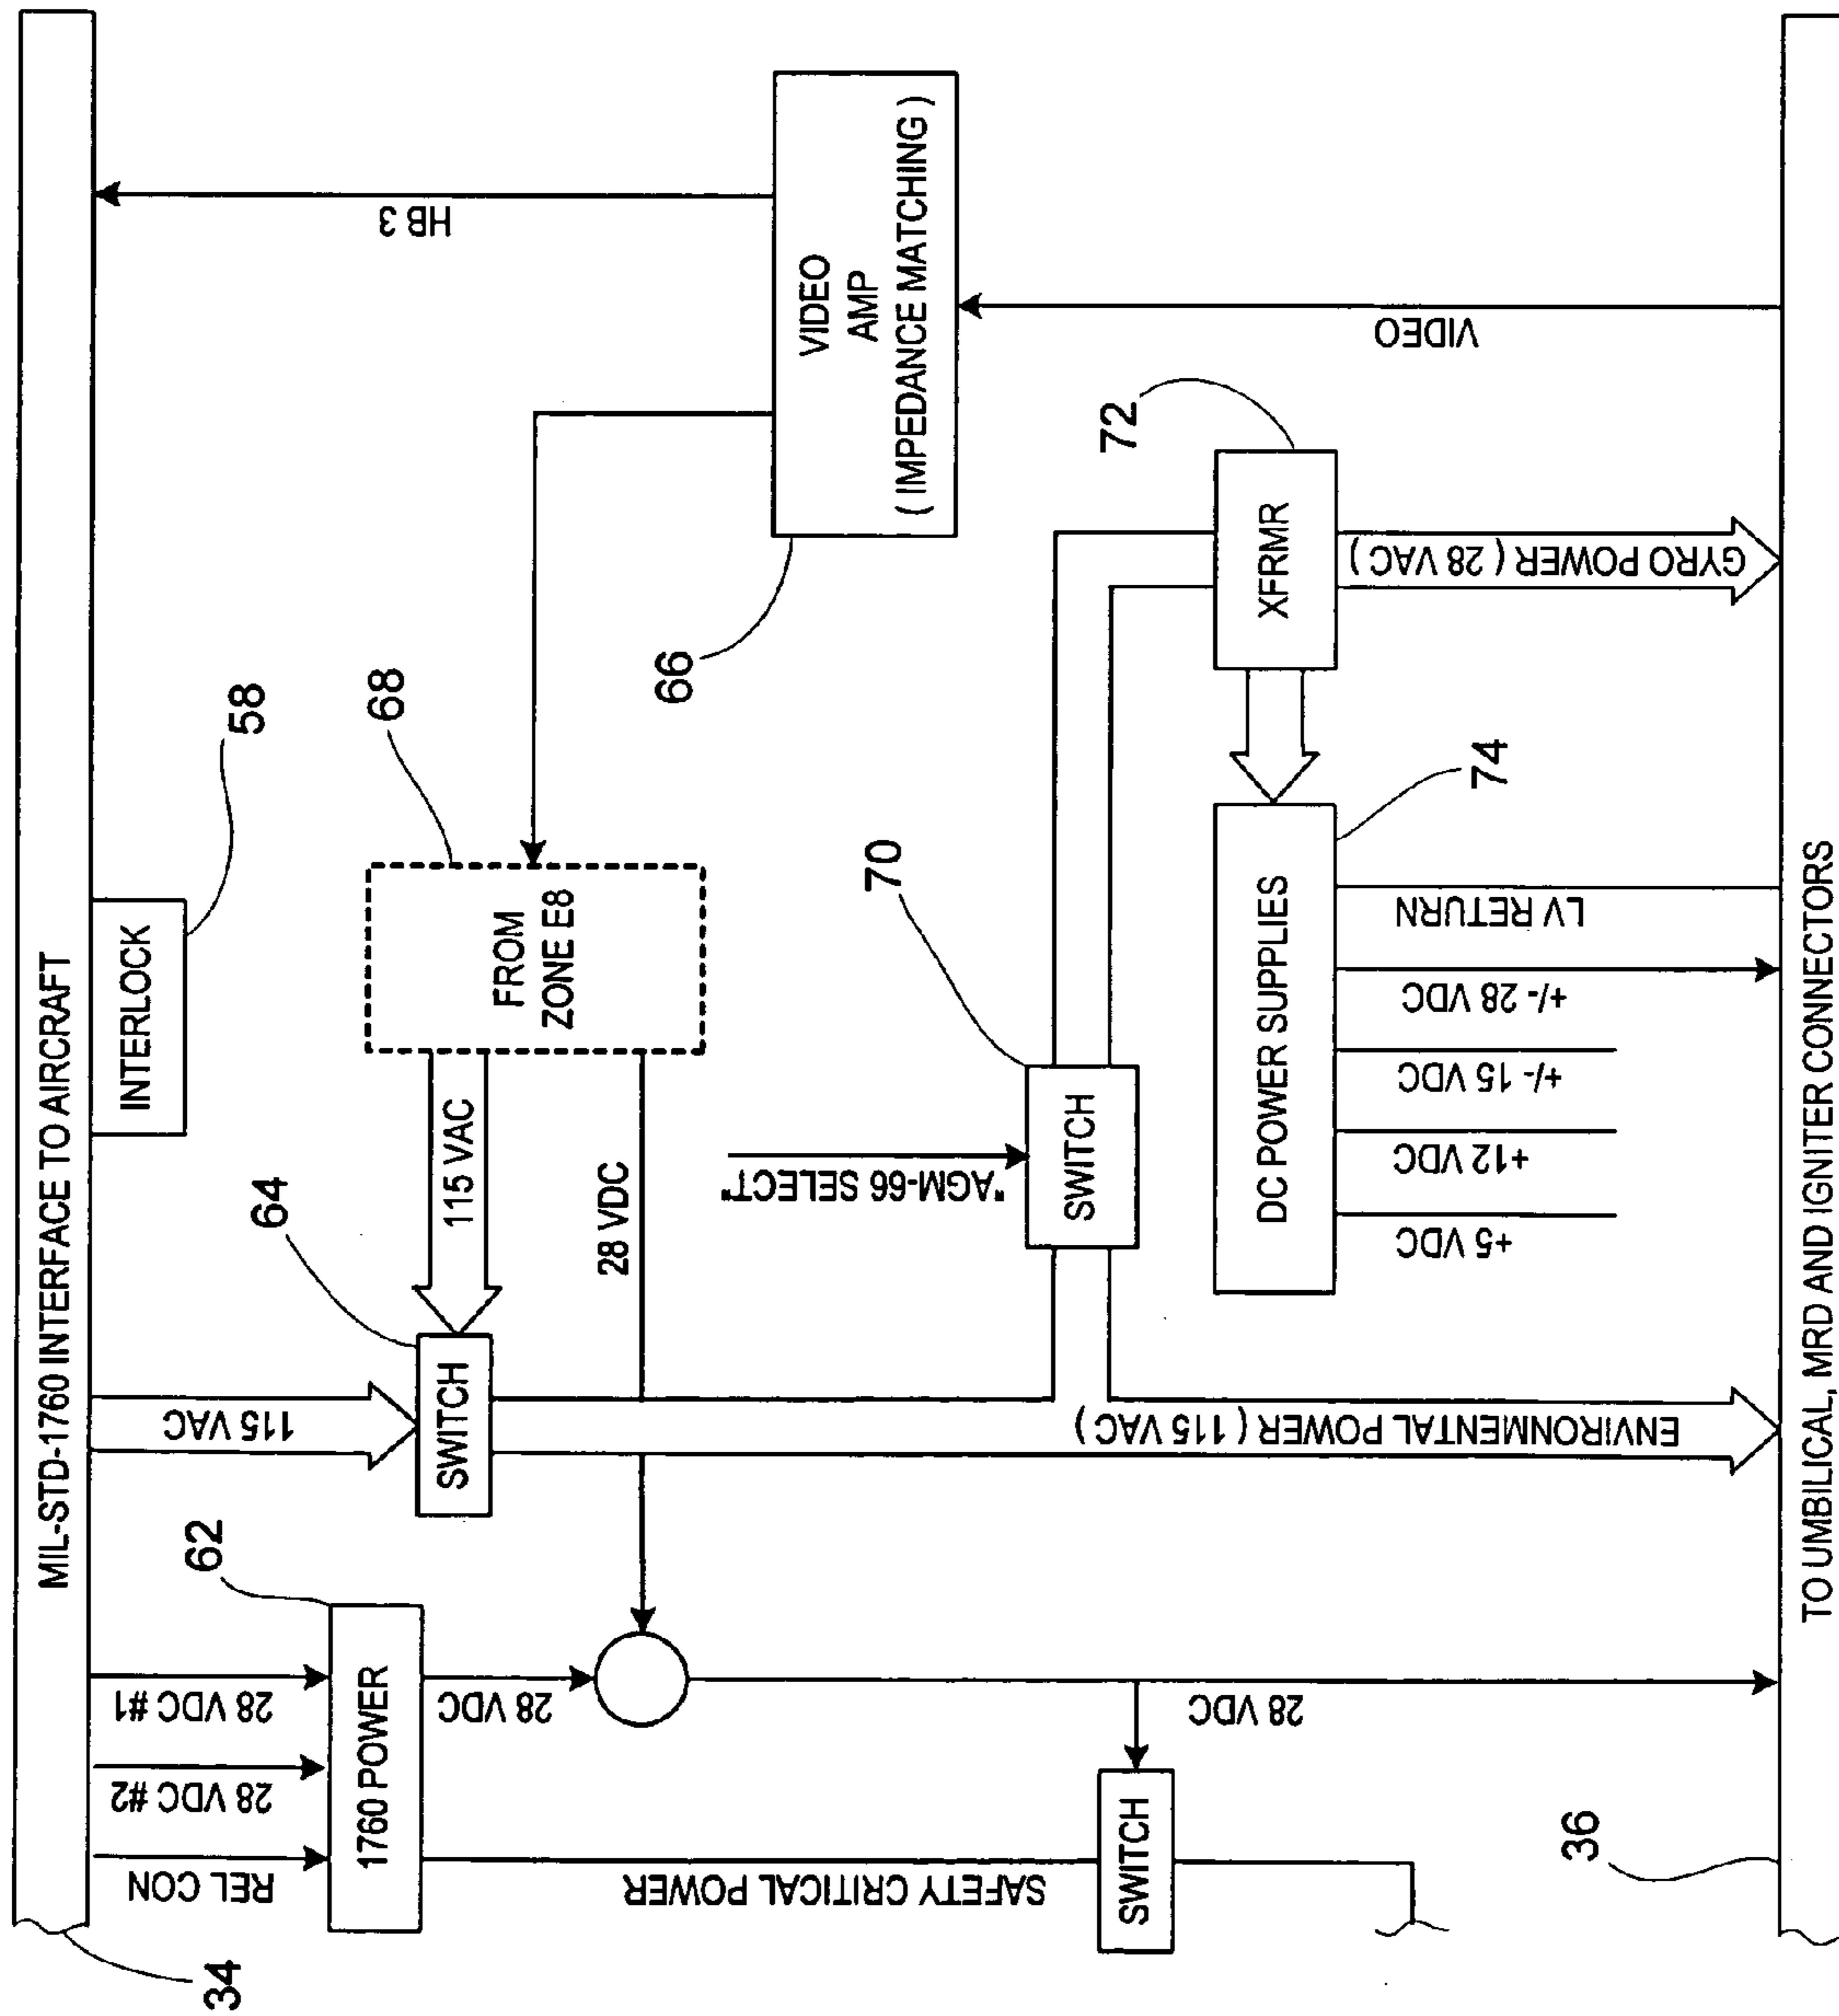 MIL-STD-1760 INTERFACE TO AIRCRAFT
34
REL CON
28 VDC #2
28 VDC #1
115 VAC
INTERLOCK
58
HB 3
62
1760 POWER
64
SWITCH
115 VAC
FROM
ZONE E8
68
28 VDC
28 VDC
66
VIDEO
AMP
( IMPEDANCE MATCHING )
SAFETY CRITICAL POWER
"AGM-66 SELECT"
70
SWITCH
VIDEO
72
XFRMR
SWITCH
28 VDC
ENVIRONMENTAL POWER ( 115 VAC )
DC POWER SUPPLIES
74
GYRO POWER ( 28 VAC )
+5 VDC
+12 VDC
+/- 15 VDC
+/- 28 VDC
LV RETURN
36
TO UMBILICAL, MRD AND IGNITER CONNECTORS